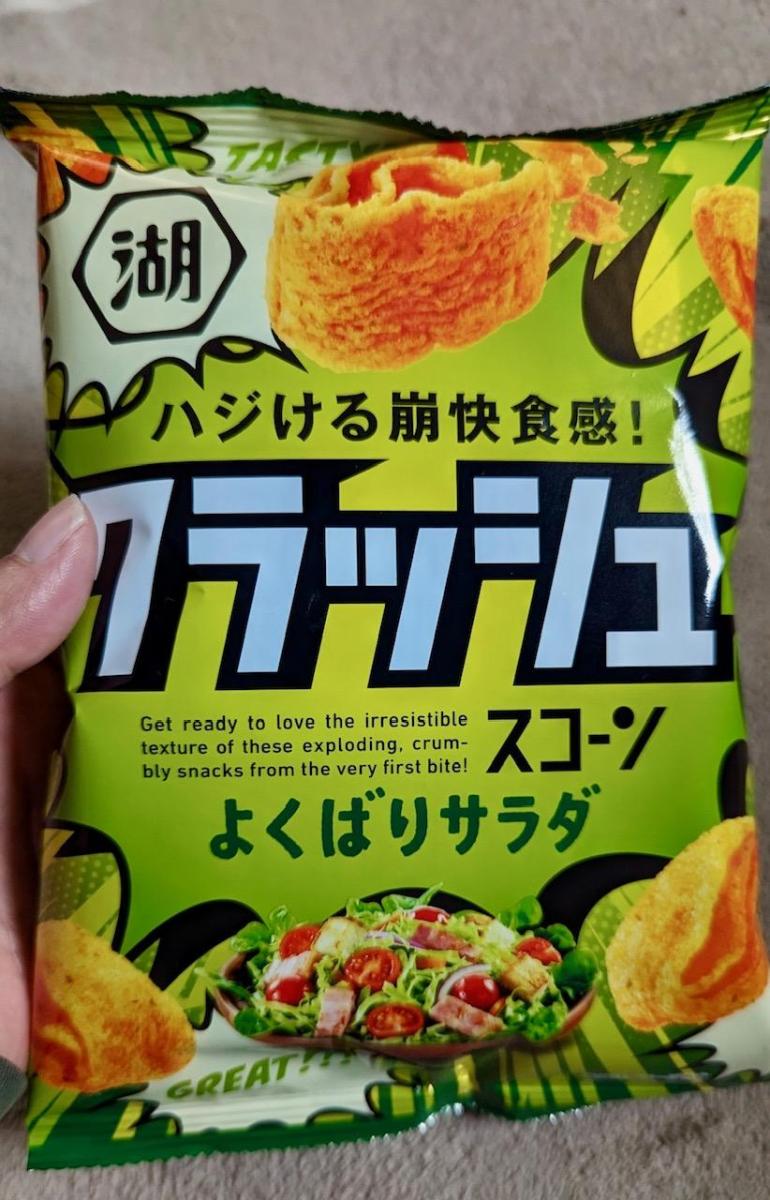 TASTY
湖
ハジける崩快食感!
クラッシュ
Get ready to love the irresistible
texture of these exploding, crum-
bly snacks from the very first bite!
スコーン
よくばりサラダ
GREAT!!!